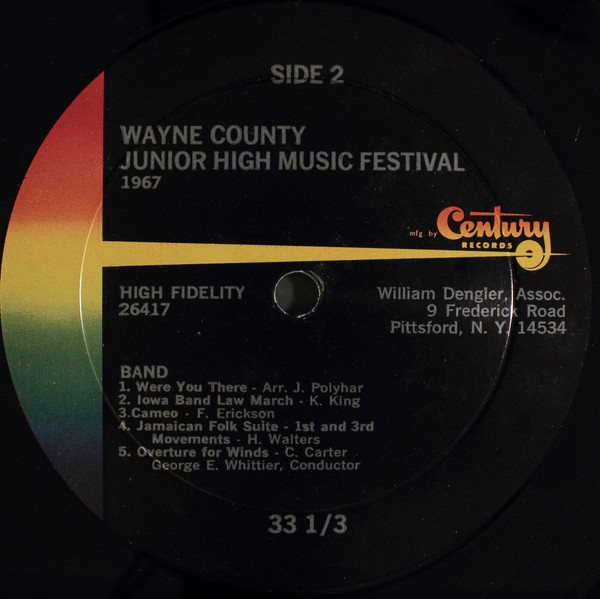 SIDE 2
WAYNE COUNTY
JUNIOR HIGH MUSIC FESTIVAL
1967
mfg by Century
RECORDS
HIGH FIDELITY
26417
William Dengler, Assoc.
9 Frederick Road
Pittsford, N. Y. 14534
BAND
1. Were You There - Arr. J. Polyhar
2. Iowa Band Law March - K. King
3.Cameo - F. Erickson
4. Jamaican Folk Suite - 1st and 3rd
Movements - H. Walters
5. Overture for Winds - C. Carter
George E. Whittier, Conductor
33 1/3